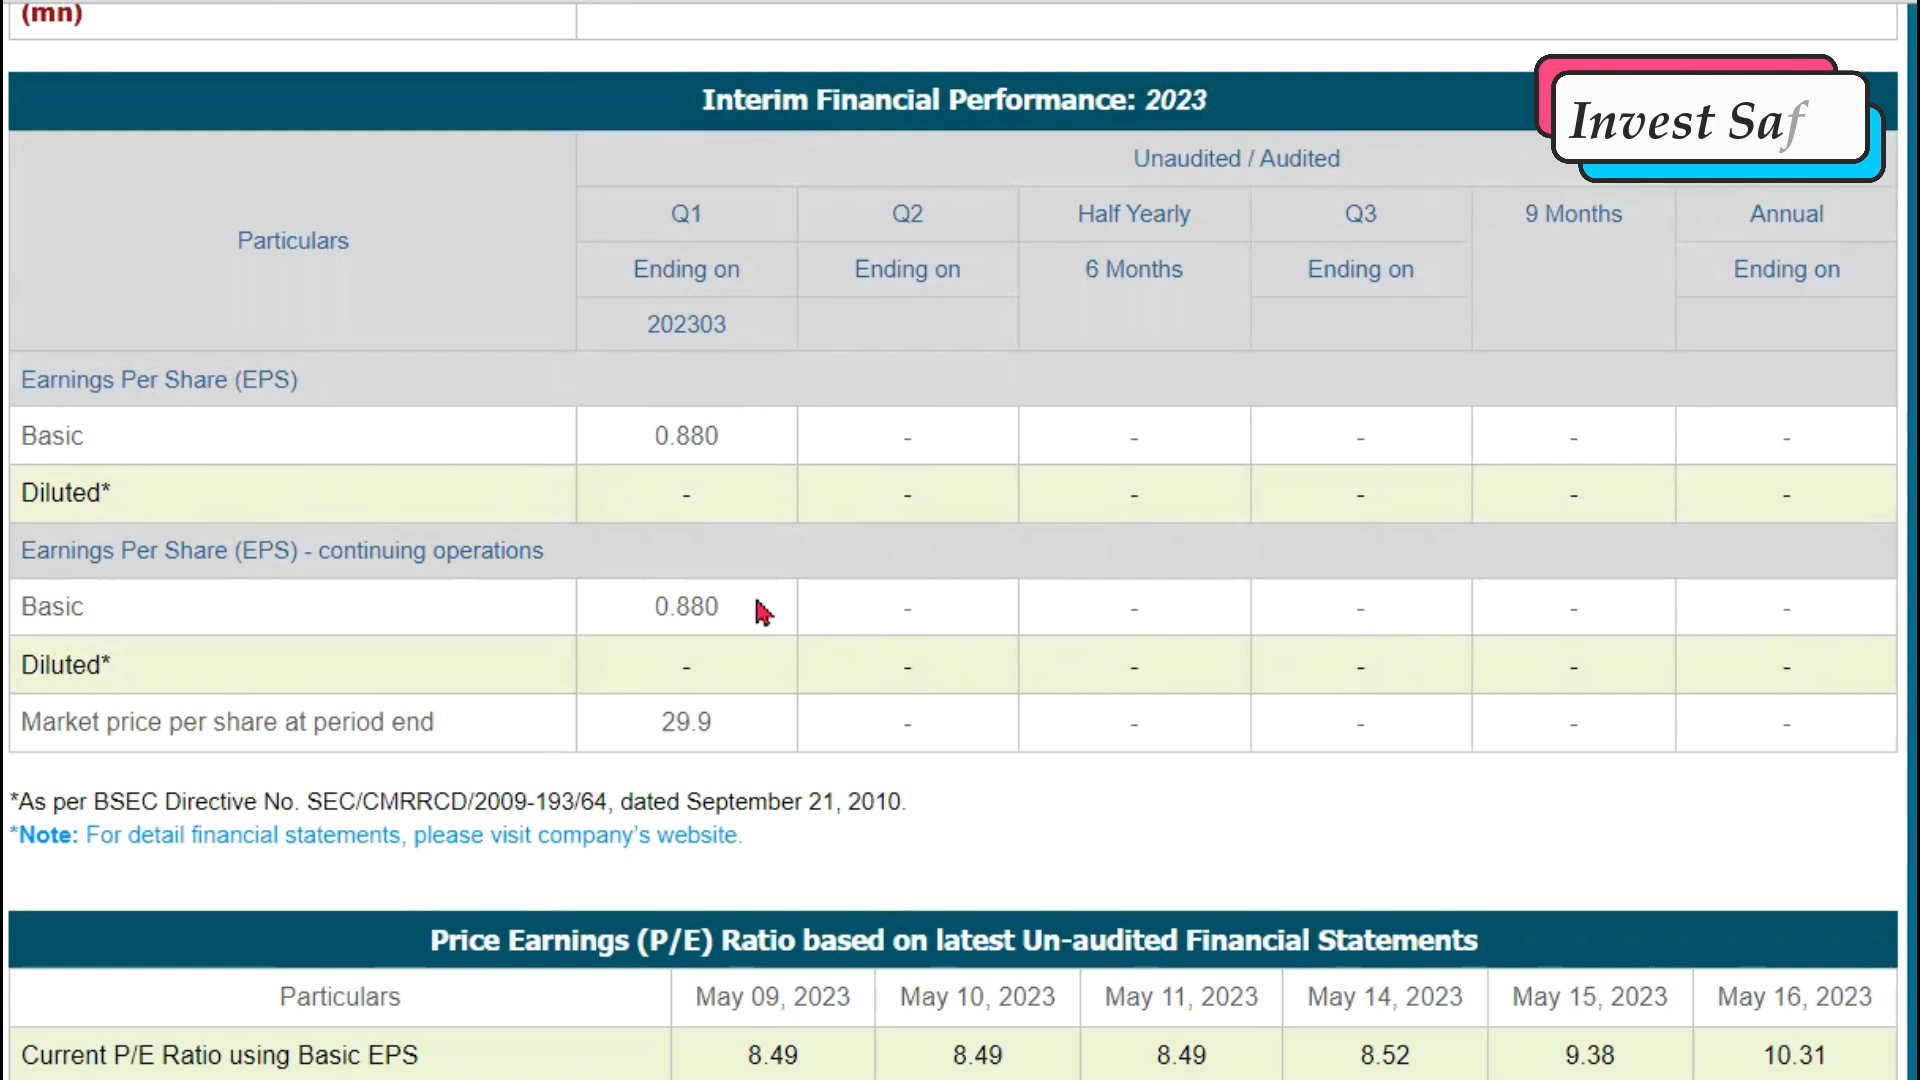 (mn)
Interim Financial Performance: 2023
Invest Saf
Particulars
Unaudited / Audited
Q1 Q2 Half Yearly Q3 9 Months Annual
Ending on Ending on 6 Months Ending on Ending on
202303
Earnings Per Share (EPS)
Basic 0.880 - - - - -
Diluted* - - - - - -
Earnings Per Share (EPS) - continuing operations
Basic 0.880 - - - - -
Diluted* - - - - - -
Market price per share at period end 29.9 - - - - -
*As per BSEC Directive No. SEC/CMRRCD/2009-193/64, dated September 21, 2010.
*Note: For detail financial statements, please visit company's website.
Price Earnings (P/E) Ratio based on latest Un-audited Financial Statements
Particulars May 09, 2023 May 10, 2023 May 11, 2023 May 14, 2023 May 15, 2023 May 16, 2023
Current P/E Ratio using Basic EPS 8.49 8.49 8.49 8.52 9.38 10.31